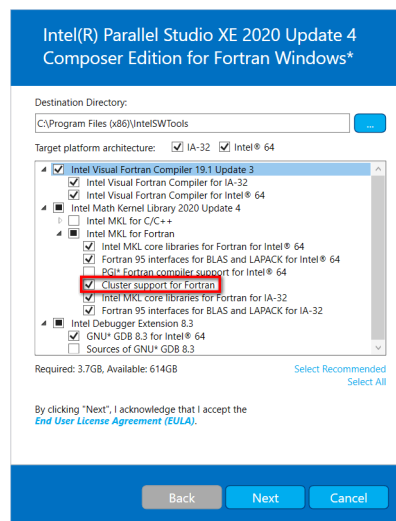 Intel(R) Parallel Studio XE 2020 Update 4
Composer Edition for Fortran Windows*
Destination Directory:
C:\Program Files (x86)\IntelSWTools
...
Target platform architecture: IA-32 Intel® 64
Intel Visual Fortran Compiler 19.1 Update 3
Intel Visual Fortran Compiler for IA-32
Intel Visual Fortran Compiler for Intel® 64
Intel Math Kernel Library 2020 Update 4
Intel MKL for C/C++
Intel MKL for Fortran
Intel MKL core libraries for Fortran for Intel® 64
Fortran 95 interfaces for BLAS and LAPACK for Intel® 64
PGI* Fortran compiler support for Intel® 64
Cluster support for Fortran
Intel MKL core libraries for Fortran for IA-32
Fortran 95 interfaces for BLAS and LAPACK for IA-32
Intel Debugger Extension 8.3
GNU* GDB 8.3 for Intel® 64
Sources of GNU* GDB 8.3
Required: 3.7GB, Available: 614GB
Select Recommended
Select All
By clicking "Next", I acknowledge that I accept the
End User License Agreement (EULA).
Back Next Cancel